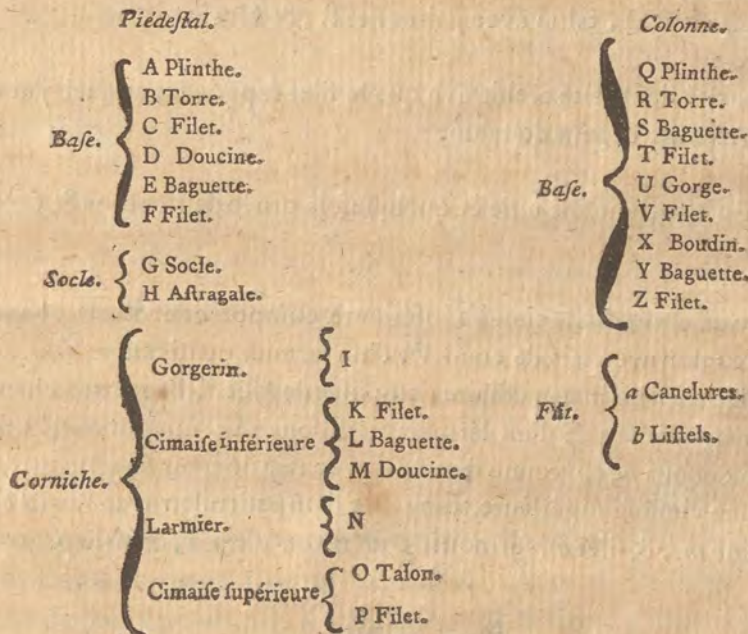 Piédeſtal.
Baſe.
A Plinthe.
B Torre.
C Filet.
D Doucine.
E Baguette.
F Filet.
Socle.
G Socle.
H Aſtragale.
Corniche.
Gorgerin.
I
Cimaiſe inférieure
K Filet.
L Baguette.
M Doucine.
Larmier.
N
Cimaiſe ſupérieure
O Talon.
P Filet.
Colonne.
Baſe.
Q Plinthe.
R Torre.
S Baguette.
T Filet.
U Gorge.
V Filet.
X Boudin.
Y Baguette.
Z Filet.
Fût.
a Canelures.
b Liſtels.